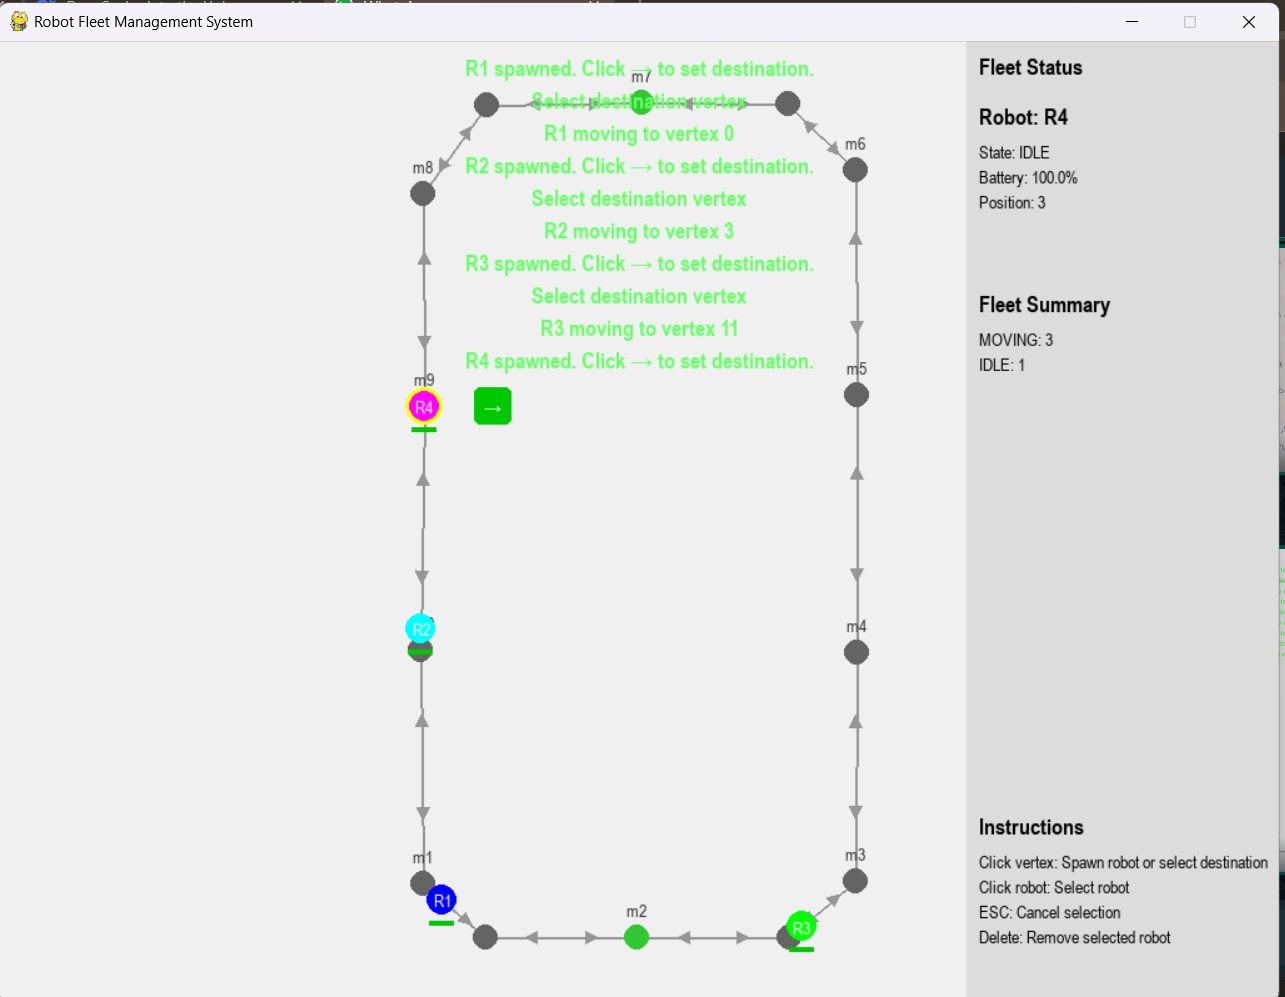 Robot Fleet Management System
R1 spawned. Click → to set destination.
m7
Select destination vertex
R1 moving to vertex 0
m6
m8
R2 spawned. Click → to set destination.
Select destination vertex
R2 moving to vertex 3
R3 spawned. Click → to set destination.
Select destination vertex
R3 moving to vertex 11
R4 spawned. Click → to set destination.
m5
m9
R4
→
R2
m4
m1
m3
R1
m2
R3
Fleet Status
Robot: R4
State: IDLE
Battery: 100.0%
Position: 3
Fleet Summary
MOVING: 3
IDLE: 1
Instructions
Click vertex: Spawn robot or select destination
Click robot: Select robot
ESC: Cancel selection
Delete: Remove selected robot